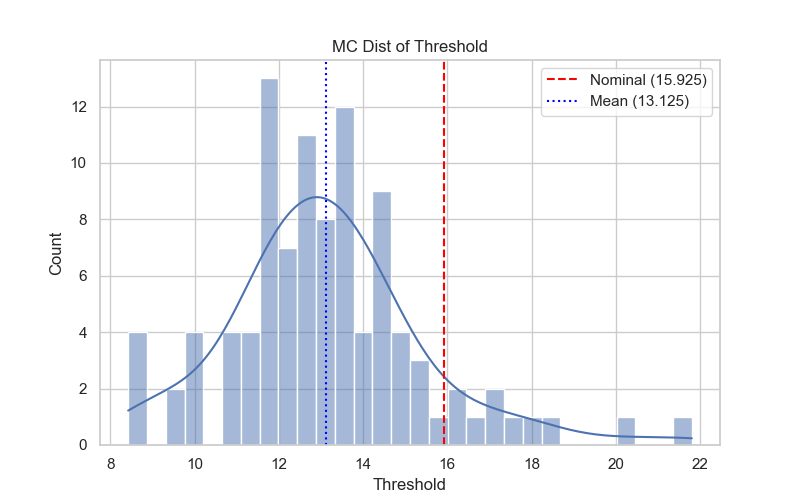 MC Dist of Threshold
Nominal (15.925)
Mean (13.125)
Count
12
10
8
6
4
2
0
8 10 12 14 16 18 20 22
Threshold